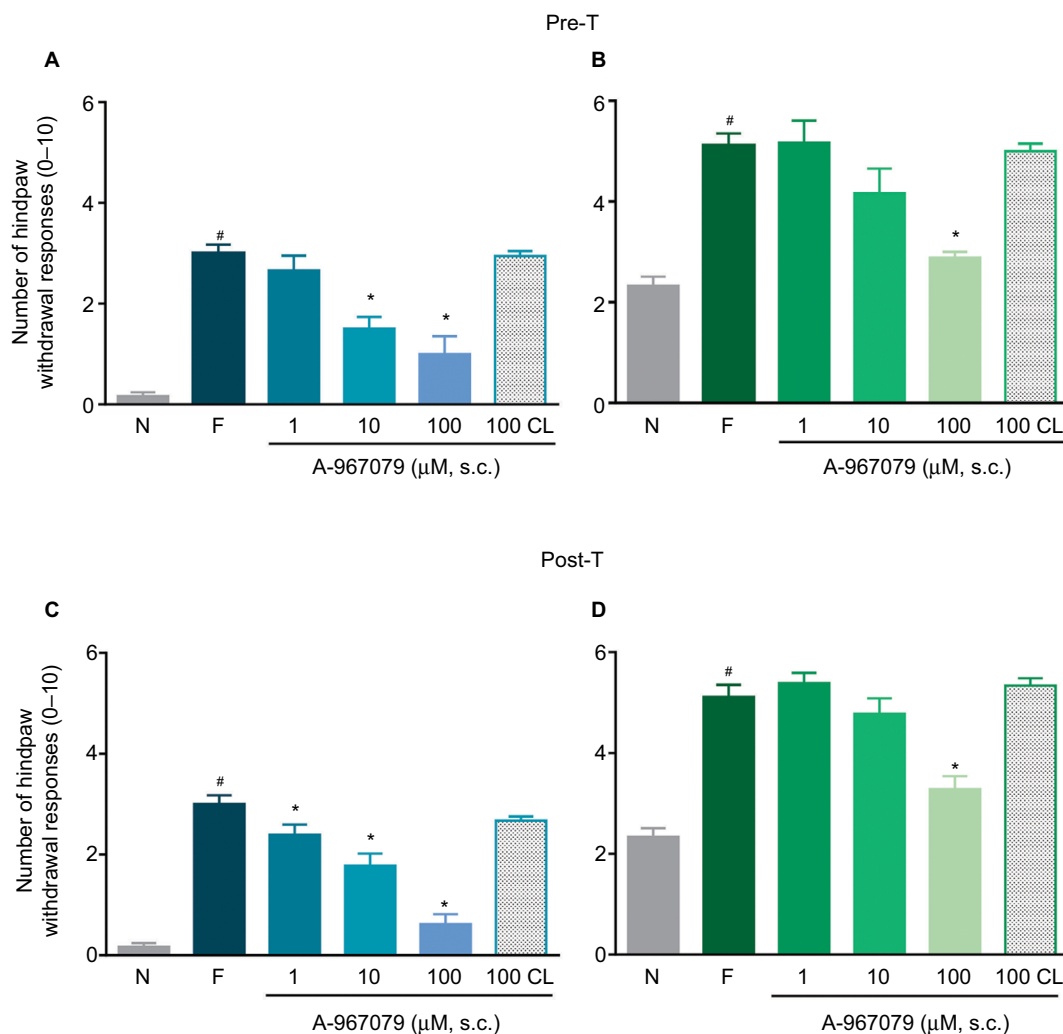 Pre-T
A
B
Number of hindpaw
withdrawal responses (0–10)
6
4
2
0
#
*
*
N F 1 10 100 100 CL
A-967079 (μM, s.c.)
6
4
2
0
#
*
N F 1 10 100 100 CL
A-967079 (μM, s.c.)
Post-T
C
D
Number of hindpaw
withdrawal responses (0–10)
6
4
2
0
#
*
*
*
N F 1 10 100 100 CL
A-967079 (μM, s.c.)
6
4
2
0
#
*
N F 1 10 100 100 CL
A-967079 (μM, s.c.)